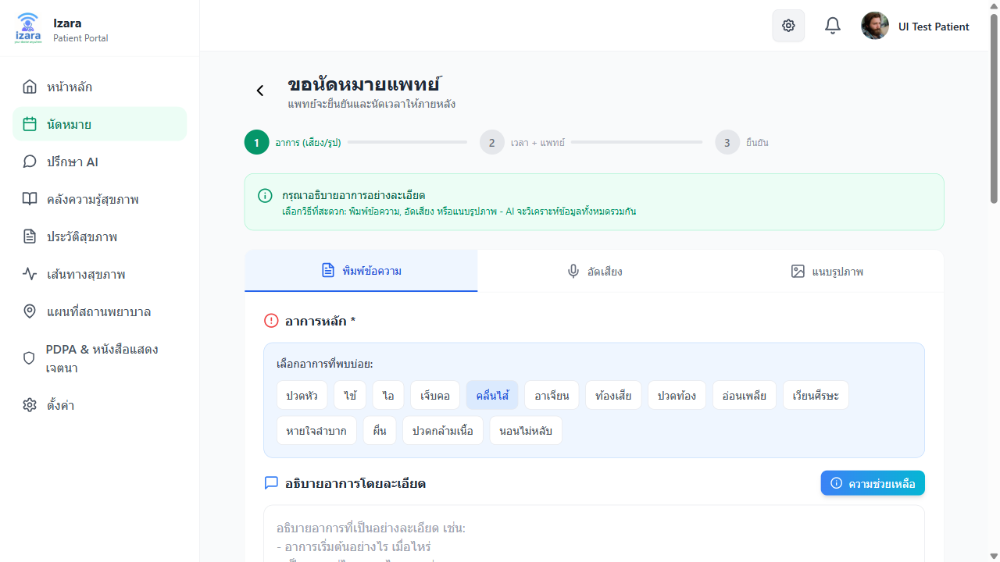 izara
Izara
Patient Portal
UI Test Patient
หน้าหลัก
นัดหมาย
ปรึกษา AI
คลังความรู้สุขภาพ
ประวัติสุขภาพ
เส้นทางสุขภาพ
แผนที่สถานพยาบาล
PDPA & หนังสือแสดง
เจตนา
ตั้งค่า
ขอนัดหมายแพทย์
แพทย์จะยืนยันและนัดเวลาให้ภายหลัง
1 อาการ (เสียง/รูป) 2 เวลา + แพทย์ 3 ยืนยัน
กรุณาอธิบายอาการอย่างละเอียด
เลือกวิธีที่สะดวก: พิมพ์ข้อความ, อัดเสียง หรือแนบรูปภาพ - AI จะวิเคราะห์ข้อมูลทั้งหมดรวมกัน
พิมพ์ข้อความ อัดเสียง แนบรูปภาพ
อาการหลัก *
เลือกอาการที่พบบ่อย:
ปวดหัว ไข้ ไอ เจ็บคอ คลื่นไส้ อาเจียน ท้องเสีย ปวดท้อง อ่อนเพลีย เวียนศีรษะ
หายใจลำบาก ผื่น ปวดกล้ามเนื้อ นอนไม่หลับ
อธิบายอาการโดยละเอียด
ความช่วยเหลือ
อธิบายอาการที่เป็นอย่างละเอียด เช่น:
- อาการเริ่มต้นอย่างไร เมื่อไหร่